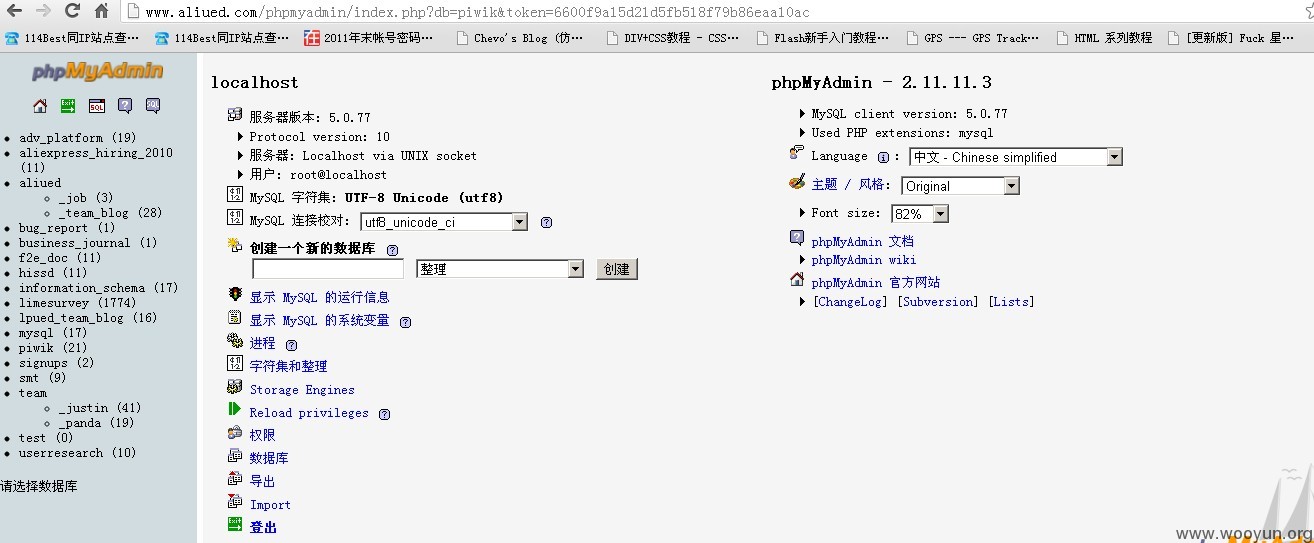 www.aliued.com/phpmyadmin/index.php?db=piwik&token=6600f9a15d21d5fb518f79b86eaa10ac
114Best同IP站点查… 114Best同IP站点查… 2011年末帐号密码… Chevo's Blog (仿… DIV+CSS教程 - CSS… Flash新手入门教程… GPS --- GPS Track… HTML 系列教程 [更新版] Fuck 星…
phpMyAdmin
adv_platform (19)
aliexpress_hiring_2010 (11)
aliued
_job (3)
_team_blog (28)
bug_report (1)
business_journal (1)
f2e_doc (11)
hissd (11)
information_schema (17)
limesurvey (1774)
lpued_team_blog (16)
mysql (17)
piwik (21)
signups (2)
smt (9)
team
_justin (41)
_panda (19)
test (0)
userresearch (10)
请选择数据库
localhost
服务器版本: 5.0.77
Protocol version: 10
服务器: Localhost via UNIX socket
用户: root@localhost
MySQL 字符集: UTF-8 Unicode (utf8)
MySQL 连接校对: utf8_unicode_ci
创建一个新的数据库
整理 创建
显示 MySQL 的运行信息
显示 MySQL 的系统变量
进程
字符集和整理
Storage Engines
Reload privileges
权限
数据库
导出
Import
登出
phpMyAdmin - 2.11.11.3
MySQL client version: 5.0.77
Used PHP extensions: mysql
Language : 中文 - Chinese simplified
主题 / 风格: Original
Font size: 82%
phpMyAdmin 文档
phpMyAdmin wiki
phpMyAdmin 官方网站
[ChangeLog] [Subversion] [Lists]
www.wooyun.org